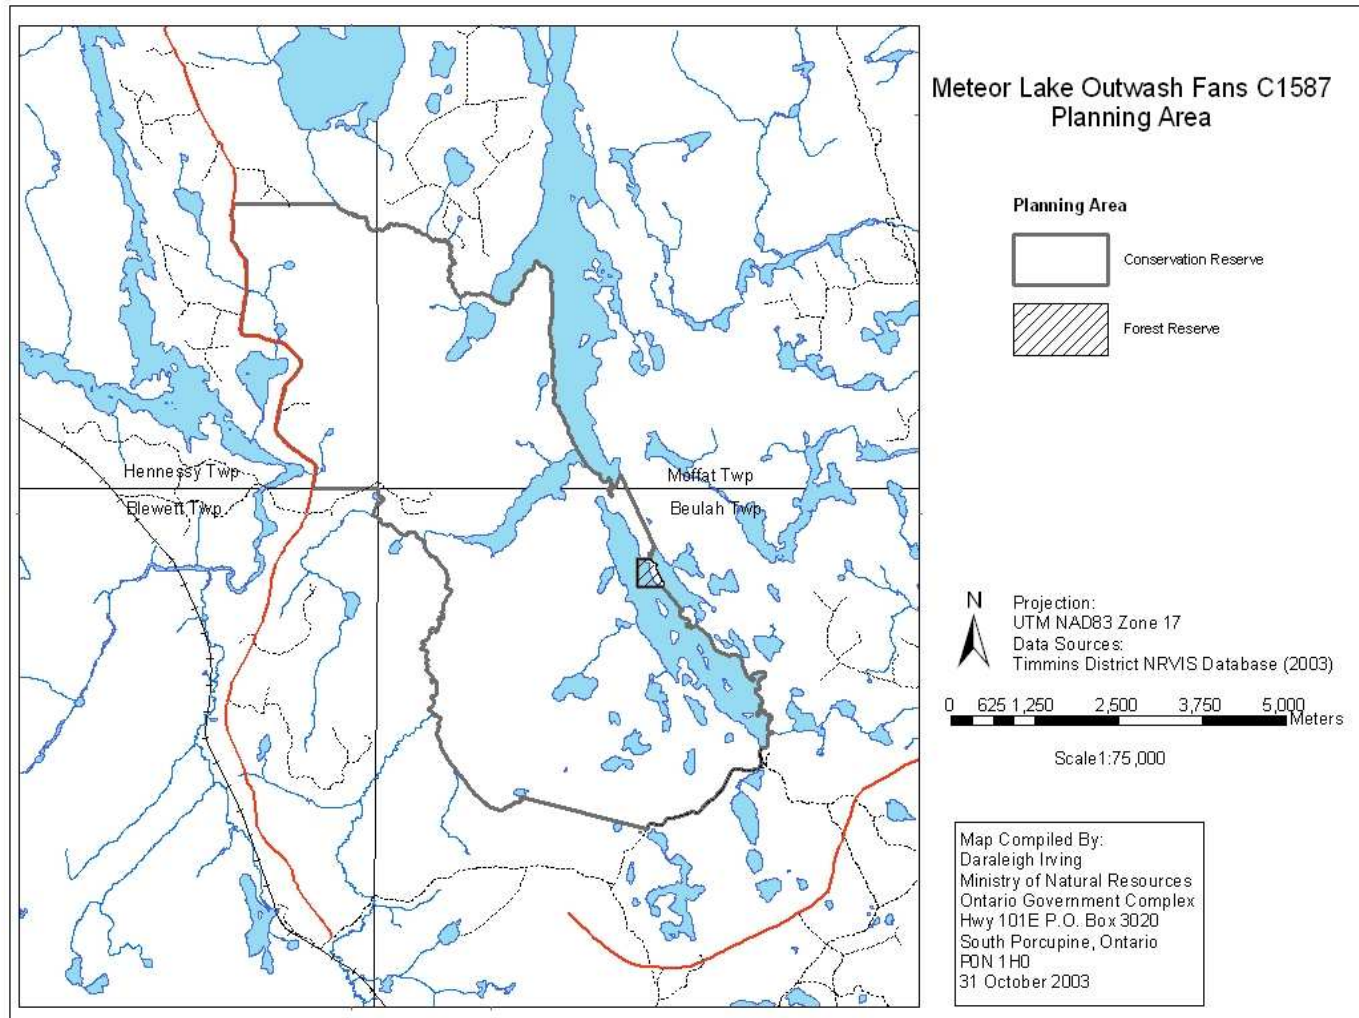 Meteor Lake Outwash Fans C1587
Planning Area
Planning Area
Conservation Reserve
Forest Reserve
Hennessy Twp
Moffat Twp
Blewett Twp
Beulah Twp
N
Projection:
UTM NAD83 Zone 17
Data Sources:
Timmins District NRVIS Database (2003)
0 625 1,250 2,500 3,750 5,000
Meters
Scale1:75,000
Map Compiled By:
Daraleigh Irving
Ministry of Natural Resources
Ontario Government Complex
Hwy 101E P.O. Box 3020
South Porcupine, Ontario
P0N 1H0
31 October 2003